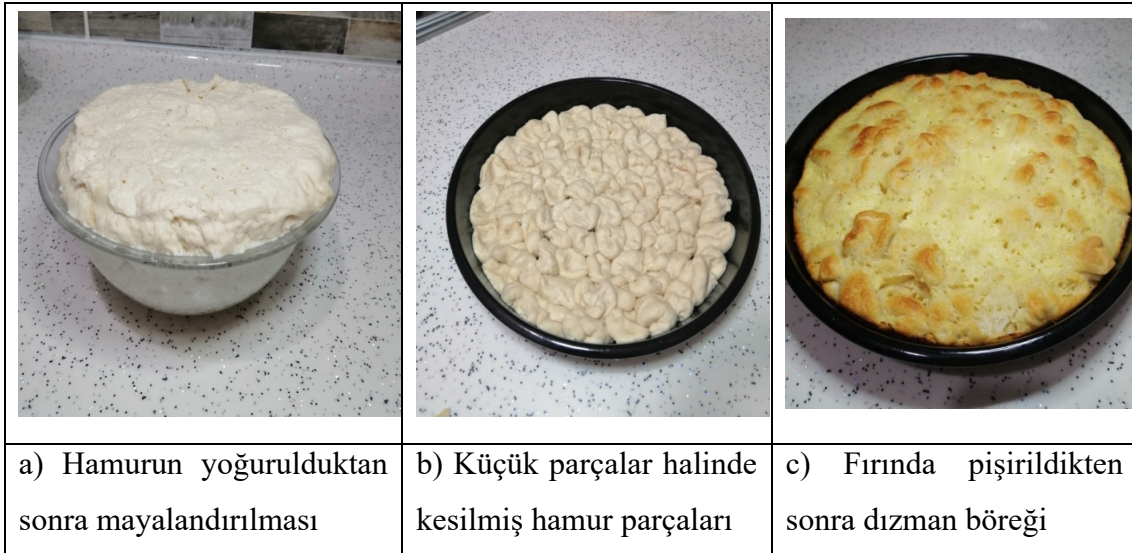 a) Hamurun yoğurulduktan
sonra mayalandırılması
b) Küçük parçalar halinde
kesilmiş hamur parçaları
c) Fırında pişirildikten
sonra dızman böreği